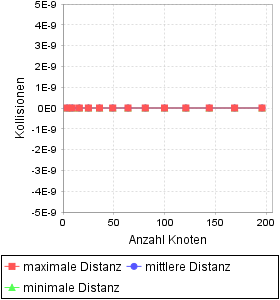 5E-9
4E-9
3E-9
2E-9
1E-9
0E0
-1E-9
-2E-9
-3E-9
-4E-9
-5E-9
Kollisionen
0 50 100 150 200
Anzahl Knoten
maximale Distanz mittlere Distanz
minimale Distanz